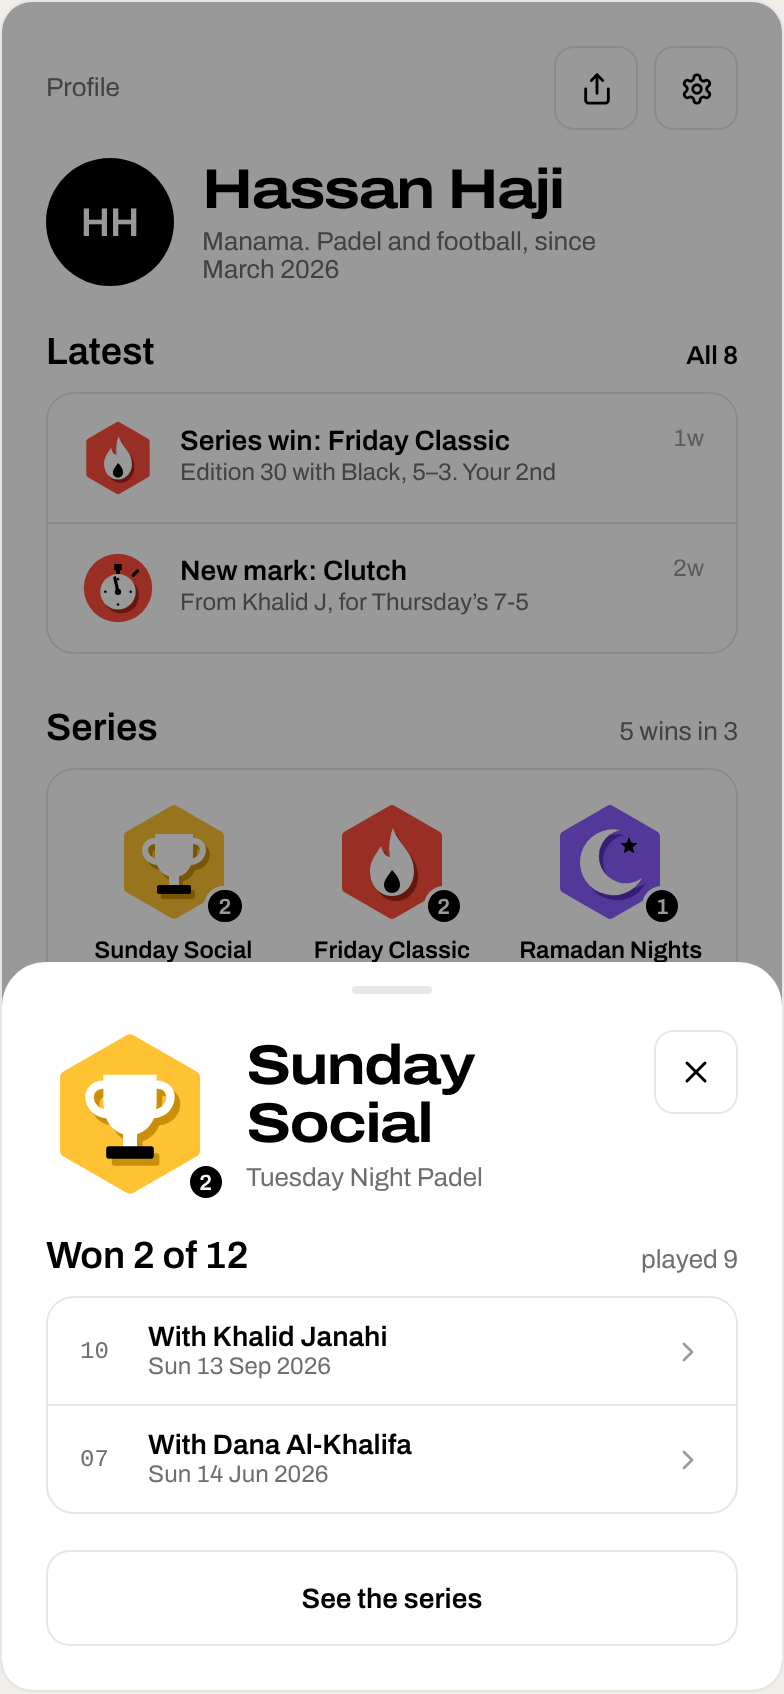 Profile
HH
Hassan Haji
Manama. Padel and football, since
March 2026
Latest
All 8
Series win: Friday Classic
1w
Edition 30 with Black, 5–3. Your 2nd
New mark: Clutch
2w
From Khalid J, for Thursday’s 7-5
Series
5 wins in 3
2
2
1
Sunday Social
Friday Classic
Ramadan Nights
Sunday
Social
Tuesday Night Padel
2
Won 2 of 12
played 9
10
With Khalid Janahi
Sun 13 Sep 2026
07
With Dana Al-Khalifa
Sun 14 Jun 2026
See the series